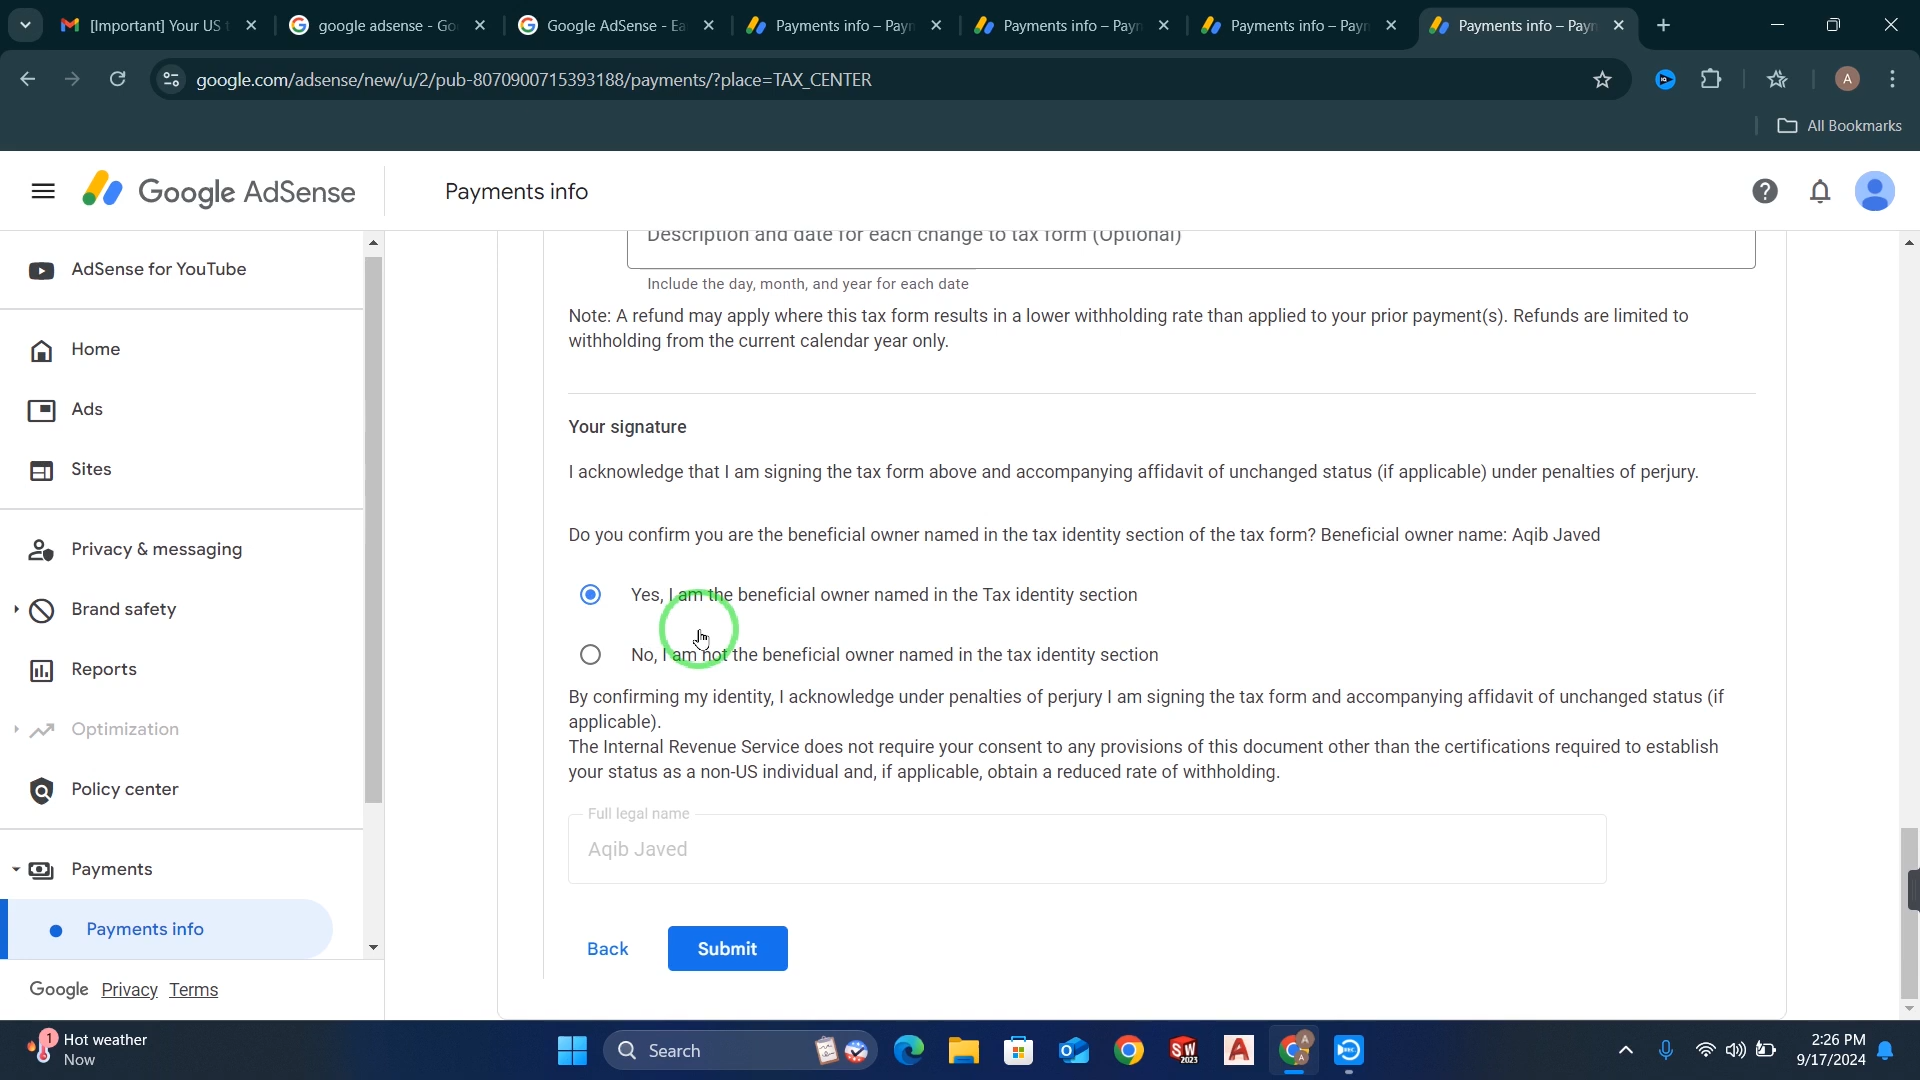 [Important] Your US
google adsense - Go
Google AdSense - Ea
Payments info – Payn
Payments info – Payn
Payments info – Payn
Payments info – Payn
google.com/adsense/new/u/2/pub-8070900715393188/payments/?place=TAX_CENTER
A
All Bookmarks
Google AdSense
Payments info
AdSense for YouTube
Home
Ads
Sites
Privacy & messaging
Brand safety
Reports
Optimization
Policy center
Payments
Payments info
Google Privacy Terms
Description and date for each change to tax form (Optional)
Include the day, month, and year for each date
Note: A refund may apply where this tax form results in a lower withholding rate than applied to your prior payment(s). Refunds are limited to
withholding from the current calendar year only.
Your signature
I acknowledge that I am signing the tax form above and accompanying affidavit of unchanged status (if applicable) under penalties of perjury.
Do you confirm you are the beneficial owner named in the tax identity section of the tax form? Beneficial owner name: Aqib Javed
Yes, I am the beneficial owner named in the Tax identity section
No, I am not the beneficial owner named in the tax identity section
By confirming my identity, I acknowledge under penalties of perjury I am signing the tax form and accompanying affidavit of unchanged status (if
applicable).
The Internal Revenue Service does not require your consent to any provisions of this document other than the certifications required to establish
your status as a non-US individual and, if applicable, obtain a reduced rate of withholding.
Full legal name
Aqib Javed
Back
Submit
1
Hot weather
Now
Search
SW
2023
2:26 PM
9/17/2024